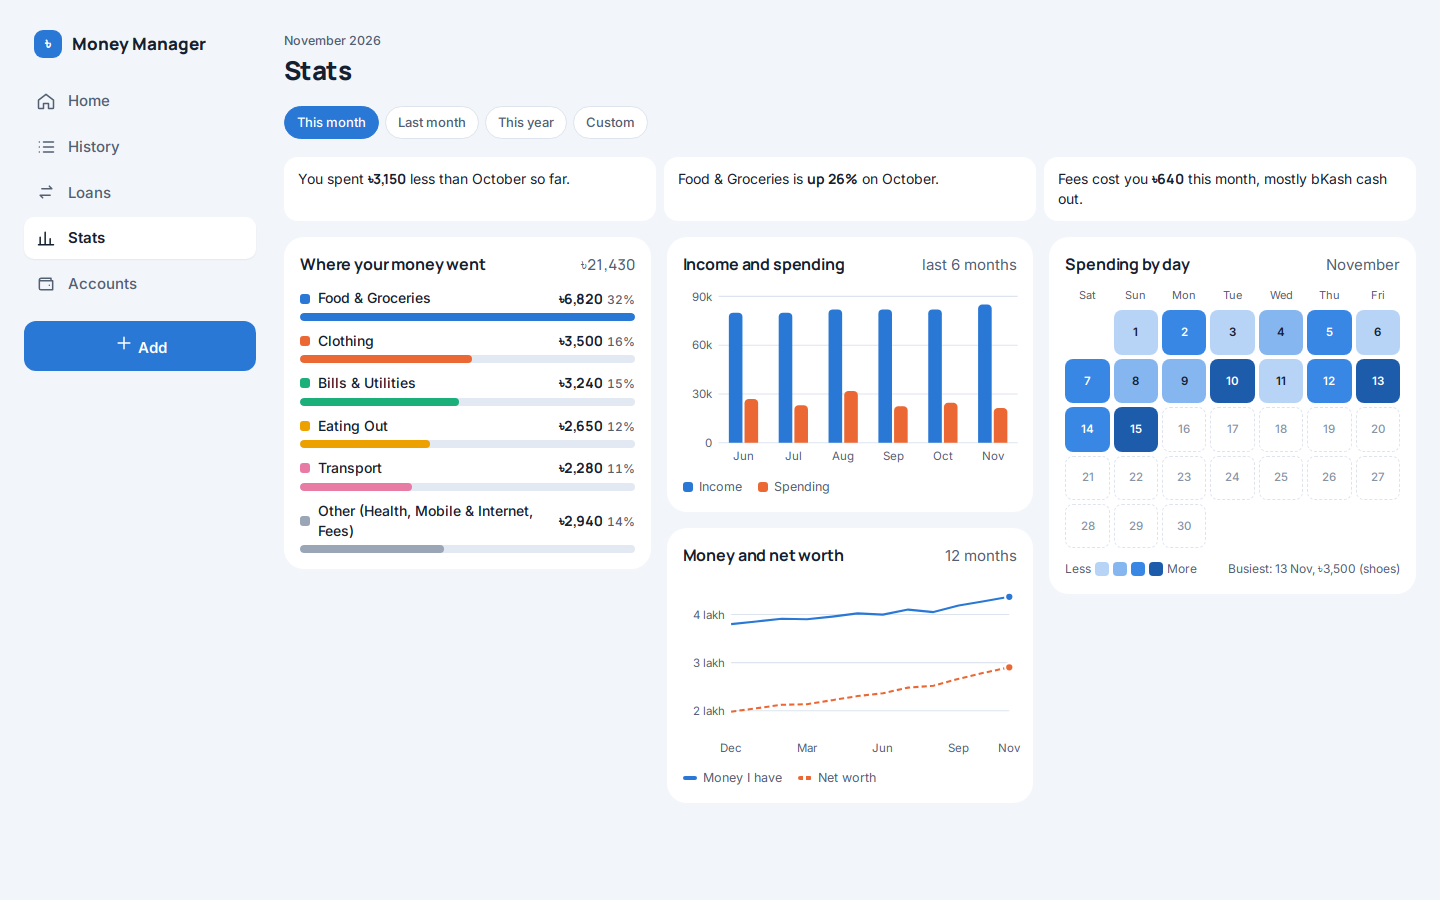 ৳ Money Manager
Home
History
Loans
Stats
Accounts
+ Add
November 2026
Stats
This month Last month This year Custom
You spent ৳3,150 less than October so far.
Food & Groceries is up 26% on October.
Fees cost you ৳640 this month, mostly bKash cash
out.
Where your money went ৳21,430
Food & Groceries ৳6,820 32%
Clothing ৳3,500 16%
Bills & Utilities ৳3,240 15%
Eating Out ৳2,650 12%
Transport ৳2,280 11%
Other (Health, Mobile & Internet,
Fees) ৳2,940 14%
Income and spending last 6 months
90k
60k
30k
0
Jun Jul Aug Sep Oct Nov
Income Spending
Money and net worth 12 months
4 lakh
3 lakh
2 lakh
Dec Mar Jun Sep Nov
Money I have Net worth
Spending by day November
Sat Sun Mon Tue Wed Thu Fri
1 2 3 4 5 6
7 8 9 10 11 12 13
14 15 16 17 18 19 20
21 22 23 24 25 26 27
28 29 30
Less More Busiest: 13 Nov, ৳3,500 (shoes)